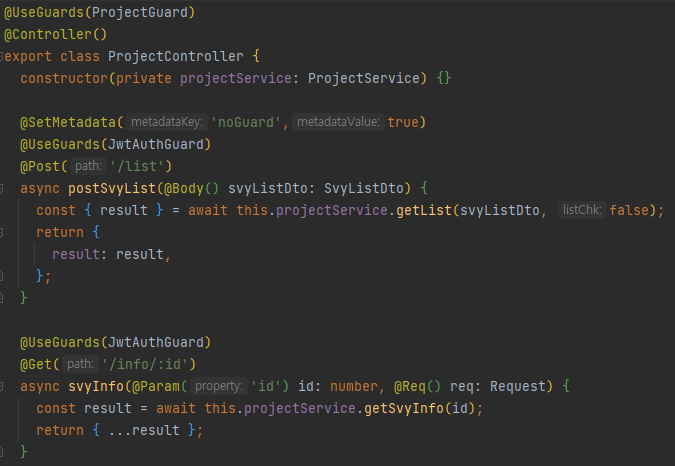 @UseGuards(ProjectGuard)
@Controller()
export class ProjectController {
constructor(private projectService: ProjectService) {}
@SetMetadata( metadataKey: 'noGuard', metadataValue: true)
@UseGuards(JwtAuthGuard)
@Post( path: '/list')
async postSvyList(@Body() svyListDto: SvyListDto) {
const { result } = await this.projectService.getList(svyListDto, listChk: false);
return {
result: result,
};
}
@UseGuards(JwtAuthGuard)
@Get( path: '/info/:id')
async svyInfo(@Param( property: 'id') id: number, @Req() req: Request) {
const result = await this.projectService.getSvyInfo(id);
return { ...result };
}